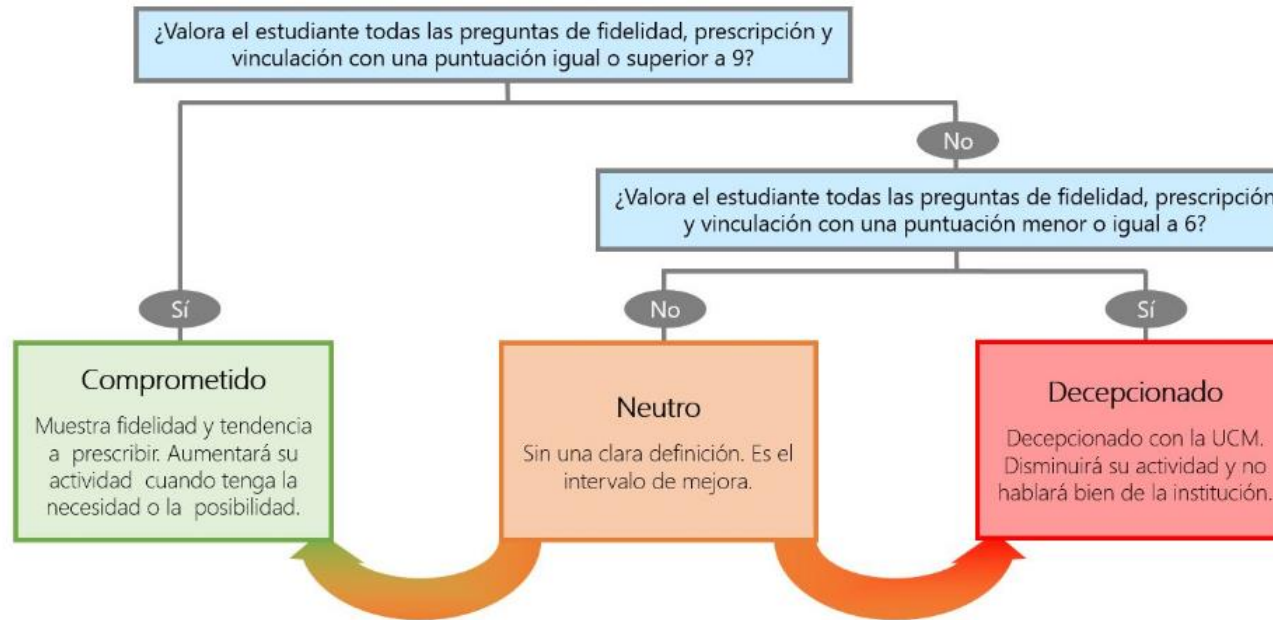 ¿Valora el estudiante todas las preguntas de fidelidad, prescripción y
vinculación con una puntuación igual o superior a 9?
No
¿Valora el estudiante todas las preguntas de fidelidad, prescripción
y vinculación con una puntuación menor o igual a 6?
Sí
No
Sí
Comprometido
Muestra fidelidad y tendencia
a prescribir. Aumentará su
actividad cuando tenga la
necesidad o la posibilidad.
Neutro
Sin una clara definición. Es el
intervalo de mejora.
Decepcionado
Decepcionado con la UCM.
Disminuirá su actividad y no
hablará bien de la institución.